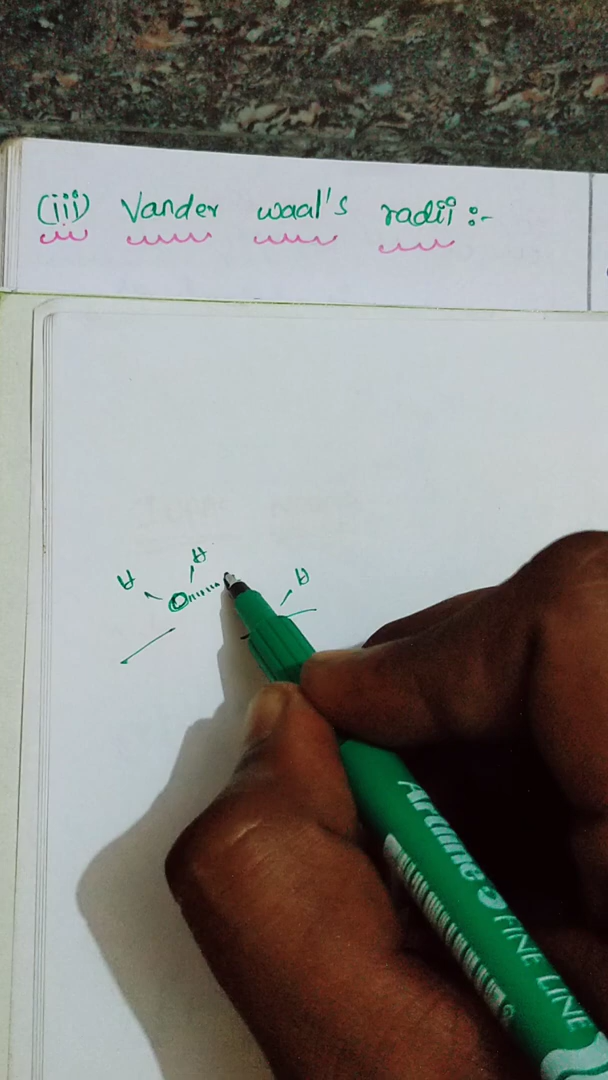 (iii) Vander waal's radii :-
H H H
O
Artline FINE LINE